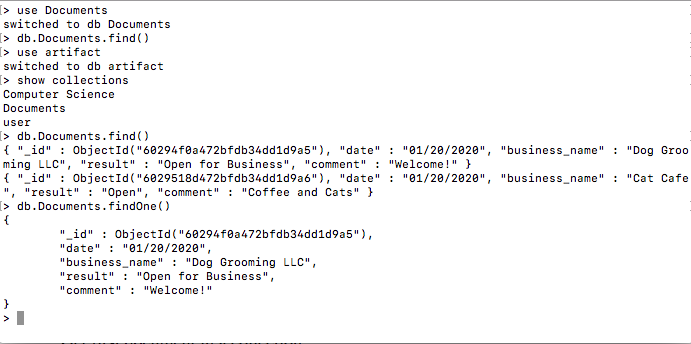 [> use Documents
switched to db Documents
[> db.Documents.find()
[> use artifact
switched to db artifact
[> show collections
Computer Science
Documents
user
[> db.Documents.find()
{ "_id" : ObjectId("60294f0a472bfdb34dd1d9a5"), "date" : "01/20/2020", "business_name" : "Dog Groo
ming LLC", "result" : "Open for Business", "comment" : "Welcome!" }
{ "_id" : ObjectId("6029518d472bfdb34dd1d9a6"), "date" : "01/20/2020", "business_name" : "Cat Cafe
", "result" : "Open", "comment" : "Coffee and Cats" }
[> db.Documents.findOne()
{
        "_id" : ObjectId("60294f0a472bfdb34dd1d9a5"),
        "date" : "01/20/2020",
        "business_name" : "Dog Grooming LLC",
        "result" : "Open for Business",
        "comment" : "Welcome!"
}
>